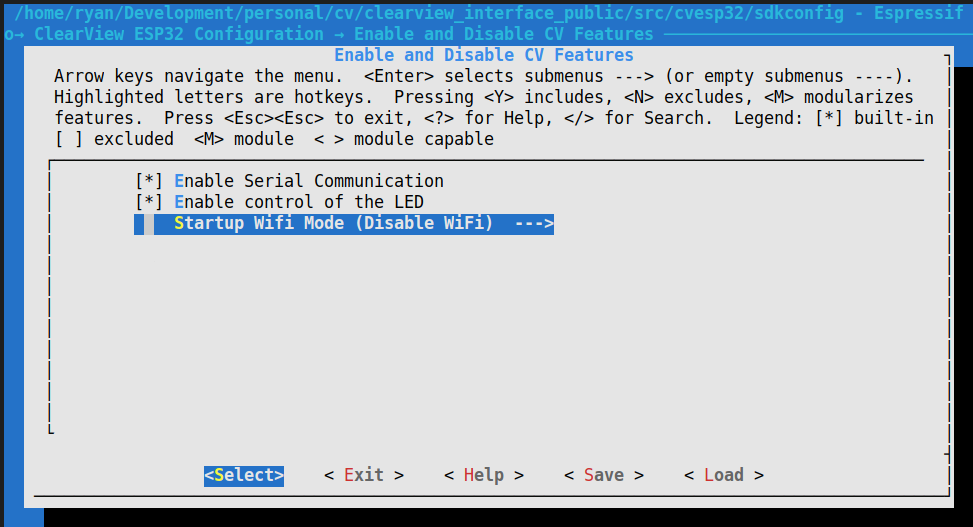 /home/ryan/Development/personal/cv/clearview_interface_public/src/cvesp32/sdkconfig - Espressif
o→ ClearView ESP32 Configuration → Enable and Disable CV Features
Enable and Disable CV Features
Arrow keys navigate the menu.  <Enter> selects submenus ---> (or empty submenus ----).
Highlighted letters are hotkeys.  Pressing <Y> includes, <N> excludes, <M> modularizes
features.  Press <Esc><Esc> to exit, <?> for Help, </> for Search.  Legend: [*] built-in
[ ] excluded  <M> module  < > module capable
[*] Enable Serial Communication
[*] Enable control of the LED
Startup Wifi Mode (Disable WiFi)  --->
<Select>    < Exit >    < Help >    < Save >    < Load >